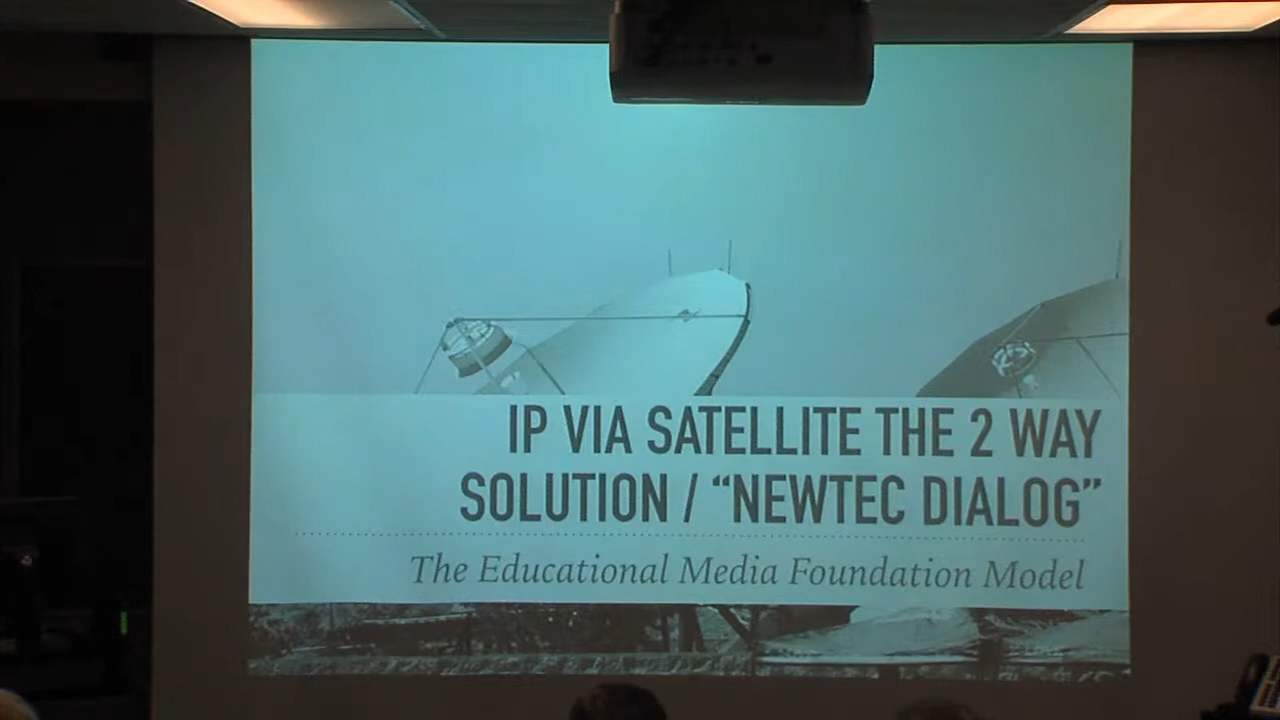 IP VIA SATELLITE THE 2 WAY
SOLUTION / “NEWTEC DIALOG”
The Educational Media Foundation Model